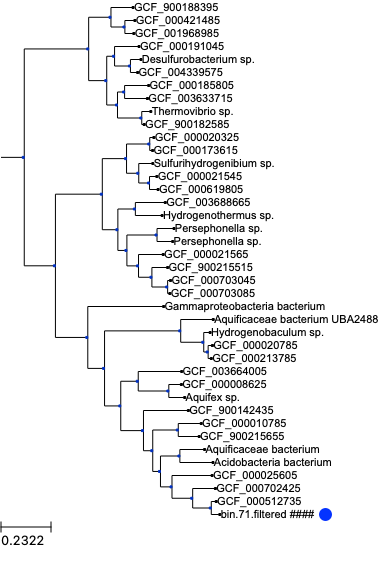 GCF_900188395
GCF_000421485
GCF_001968985
GCF_000191045
Desulfurobacterium sp.
GCF_004339575
GCF_000185805
GCF_003633715
Thermovibrio sp.
GCF_900182585
GCF_000020325
GCF_000173615
Sulfurihydrogenibium sp.
GCF_000021545
GCF_000619805
GCF_003688665
Hydrogenothermus sp.
Persephonella sp.
Persephonella sp.
GCF_000021565
GCF_900215515
GCF_000703045
GCF_000703085
Gammaproteobacteria bacterium
Aquificaceae bacterium UBA2488
Hydrogenobaculum sp.
GCF_000020785
GCF_000213785
GCF_003664005
GCF_000008625
Aquifex sp.
GCF_900142435
GCF_000010785
GCF_900215655
Aquificaceae bacterium
Acidobacteria bacterium
GCF_000025605
GCF_000702425
GCF_000512735
bin.71.filtered ####
0.2322